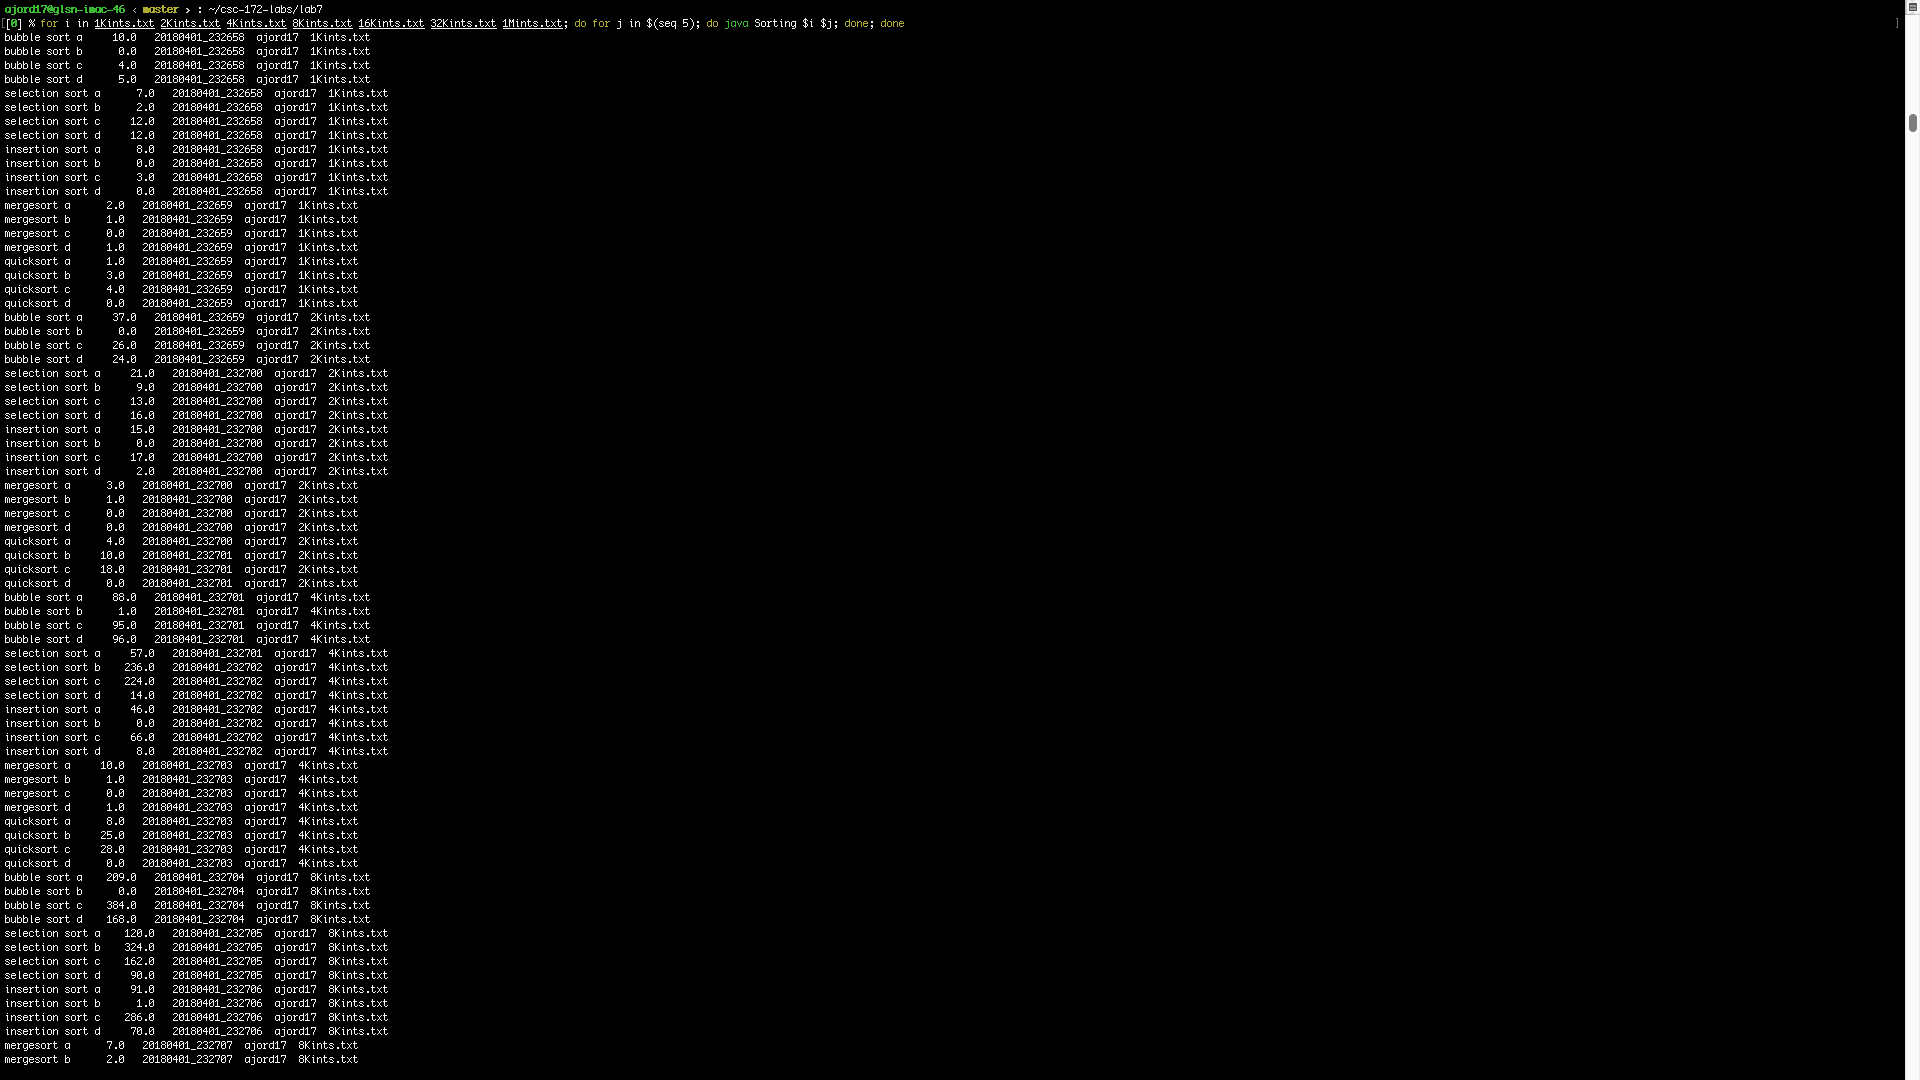 ajord17@glsn-imac-46 ‹ master › : ~/csc-172-labs/lab7
[0] % for i in 1Kints.txt 2Kints.txt 4Kints.txt 8Kints.txt 16Kints.txt 32Kints.txt 1Mints.txt; do for j in $(seq 5); do java Sorting $i $j; done; done
bubble sort a 10.0 20180401_232658 ajord17 1Kints.txt
bubble sort b 0.0 20180401_232658 ajord17 1Kints.txt
bubble sort c 4.0 20180401_232658 ajord17 1Kints.txt
bubble sort d 5.0 20180401_232658 ajord17 1Kints.txt
selection sort a 7.0 20180401_232658 ajord17 1Kints.txt
selection sort b 2.0 20180401_232658 ajord17 1Kints.txt
selection sort c 12.0 20180401_232658 ajord17 1Kints.txt
selection sort d 12.0 20180401_232658 ajord17 1Kints.txt
insertion sort a 8.0 20180401_232658 ajord17 1Kints.txt
insertion sort b 0.0 20180401_232658 ajord17 1Kints.txt
insertion sort c 3.0 20180401_232658 ajord17 1Kints.txt
insertion sort d 0.0 20180401_232658 ajord17 1Kints.txt
mergesort a 2.0 20180401_232659 ajord17 1Kints.txt
mergesort b 1.0 20180401_232659 ajord17 1Kints.txt
mergesort c 0.0 20180401_232659 ajord17 1Kints.txt
mergesort d 1.0 20180401_232659 ajord17 1Kints.txt
quicksort a 1.0 20180401_232659 ajord17 1Kints.txt
quicksort b 3.0 20180401_232659 ajord17 1Kints.txt
quicksort c 4.0 20180401_232659 ajord17 1Kints.txt
quicksort d 0.0 20180401_232659 ajord17 1Kints.txt
bubble sort a 37.0 20180401_232659 ajord17 2Kints.txt
bubble sort b 0.0 20180401_232659 ajord17 2Kints.txt
bubble sort c 26.0 20180401_232659 ajord17 2Kints.txt
bubble sort d 24.0 20180401_232659 ajord17 2Kints.txt
selection sort a 21.0 20180401_232700 ajord17 2Kints.txt
selection sort b 9.0 20180401_232700 ajord17 2Kints.txt
selection sort c 13.0 20180401_232700 ajord17 2Kints.txt
selection sort d 16.0 20180401_232700 ajord17 2Kints.txt
insertion sort a 15.0 20180401_232700 ajord17 2Kints.txt
insertion sort b 0.0 20180401_232700 ajord17 2Kints.txt
insertion sort c 17.0 20180401_232700 ajord17 2Kints.txt
insertion sort d 2.0 20180401_232700 ajord17 2Kints.txt
mergesort a 3.0 20180401_232700 ajord17 2Kints.txt
mergesort b 1.0 20180401_232700 ajord17 2Kints.txt
mergesort c 0.0 20180401_232700 ajord17 2Kints.txt
mergesort d 0.0 20180401_232700 ajord17 2Kints.txt
quicksort a 4.0 20180401_232700 ajord17 2Kints.txt
quicksort b 10.0 20180401_232701 ajord17 2Kints.txt
quicksort c 18.0 20180401_232701 ajord17 2Kints.txt
quicksort d 0.0 20180401_232701 ajord17 2Kints.txt
bubble sort a 88.0 20180401_232701 ajord17 4Kints.txt
bubble sort b 1.0 20180401_232701 ajord17 4Kints.txt
bubble sort c 95.0 20180401_232701 ajord17 4Kints.txt
bubble sort d 96.0 20180401_232701 ajord17 4Kints.txt
selection sort a 57.0 20180401_232701 ajord17 4Kints.txt
selection sort b 236.0 20180401_232702 ajord17 4Kints.txt
selection sort c 224.0 20180401_232702 ajord17 4Kints.txt
selection sort d 14.0 20180401_232702 ajord17 4Kints.txt
insertion sort a 46.0 20180401_232702 ajord17 4Kints.txt
insertion sort b 0.0 20180401_232702 ajord17 4Kints.txt
insertion sort c 66.0 20180401_232702 ajord17 4Kints.txt
insertion sort d 8.0 20180401_232702 ajord17 4Kints.txt
mergesort a 10.0 20180401_232703 ajord17 4Kints.txt
mergesort b 1.0 20180401_232703 ajord17 4Kints.txt
mergesort c 0.0 20180401_232703 ajord17 4Kints.txt
mergesort d 1.0 20180401_232703 ajord17 4Kints.txt
quicksort a 8.0 20180401_232703 ajord17 4Kints.txt
quicksort b 25.0 20180401_232703 ajord17 4Kints.txt
quicksort c 28.0 20180401_232703 ajord17 4Kints.txt
quicksort d 0.0 20180401_232703 ajord17 4Kints.txt
bubble sort a 209.0 20180401_232704 ajord17 8Kints.txt
bubble sort b 0.0 20180401_232704 ajord17 8Kints.txt
bubble sort c 384.0 20180401_232704 ajord17 8Kints.txt
bubble sort d 168.0 20180401_232704 ajord17 8Kints.txt
selection sort a 120.0 20180401_232705 ajord17 8Kints.txt
selection sort b 324.0 20180401_232705 ajord17 8Kints.txt
selection sort c 162.0 20180401_232705 ajord17 8Kints.txt
selection sort d 90.0 20180401_232705 ajord17 8Kints.txt
insertion sort a 91.0 20180401_232706 ajord17 8Kints.txt
insertion sort b 1.0 20180401_232706 ajord17 8Kints.txt
insertion sort c 286.0 20180401_232706 ajord17 8Kints.txt
insertion sort d 70.0 20180401_232706 ajord17 8Kints.txt
mergesort a 7.0 20180401_232707 ajord17 8Kints.txt
mergesort b 2.0 20180401_232707 ajord17 8Kints.txt